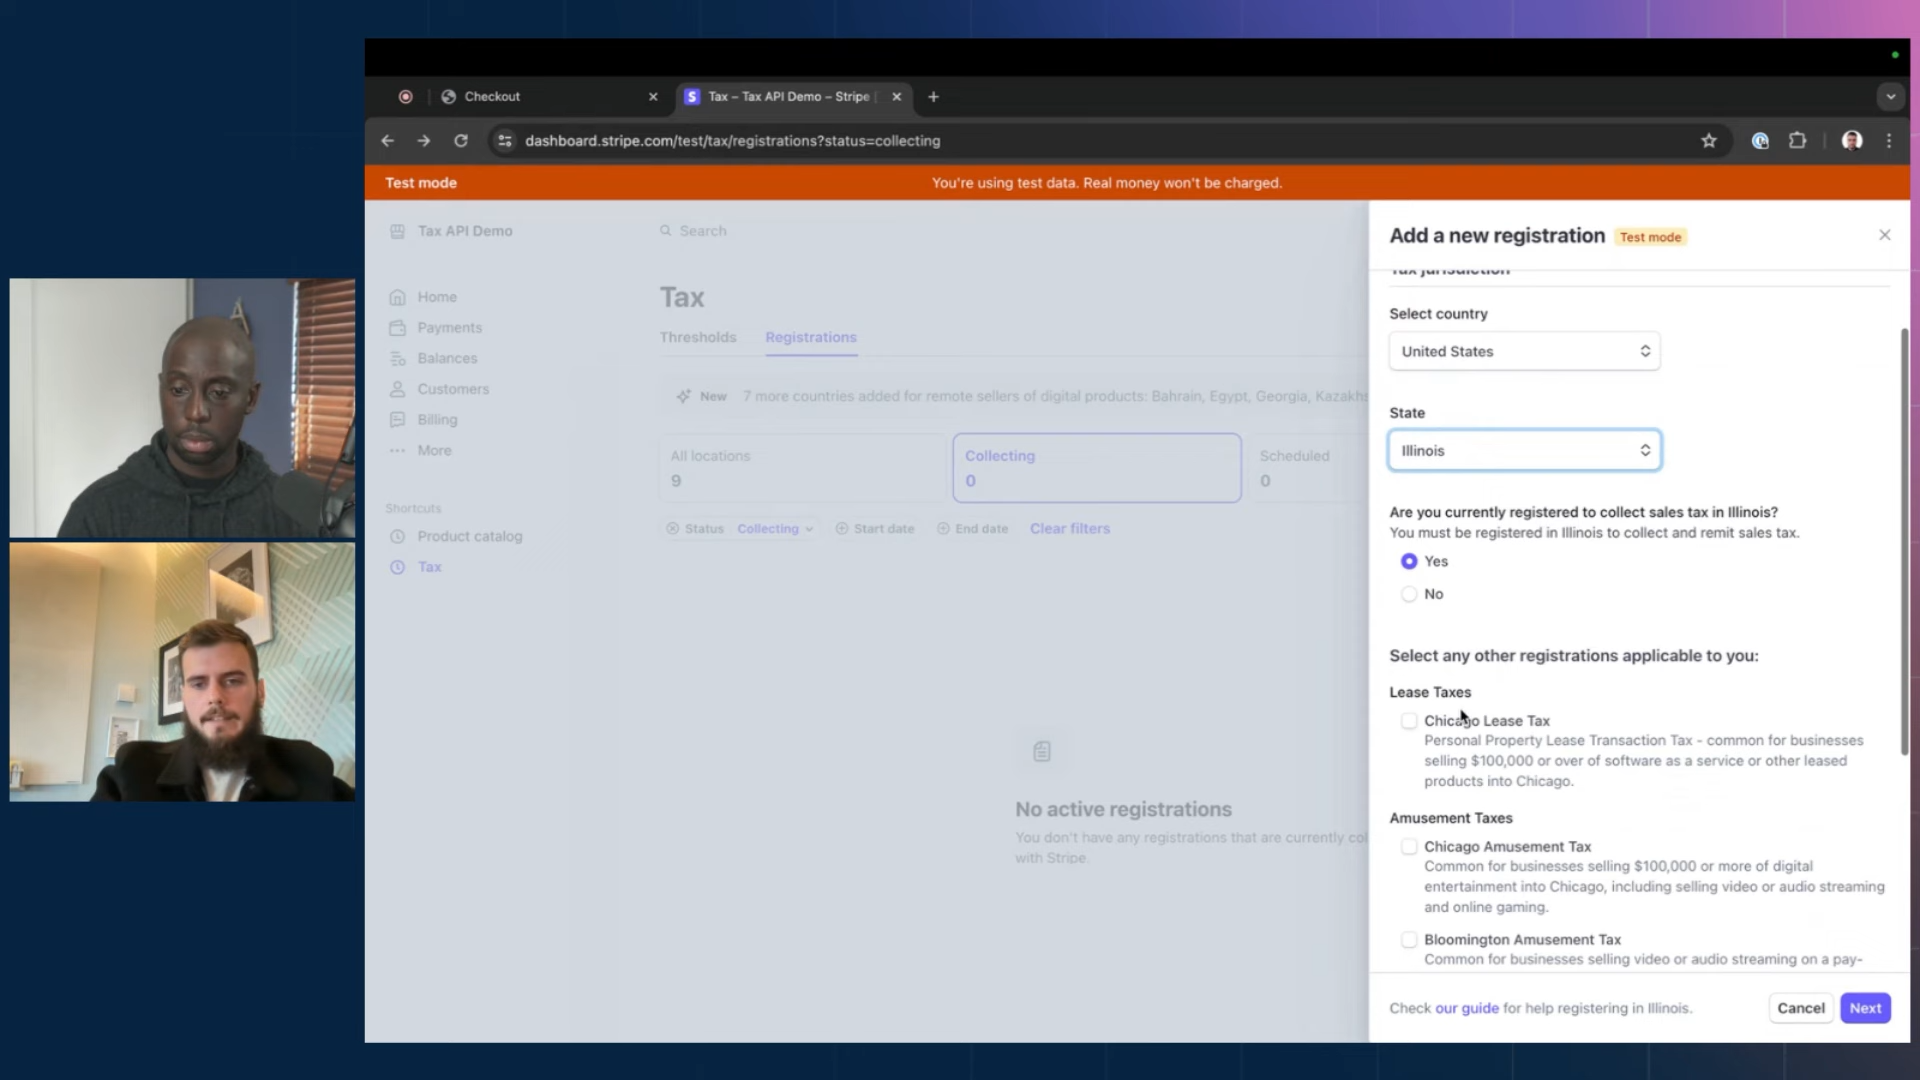 Checkout
Tax – Tax API Demo – Stripe [
dashboard.stripe.com/test/tax/registrations?status=collecting
Test mode
You're using test data. Real money won't be charged.
Tax API Demo
Home
Payments
Balances
Customers
Billing
More
Shortcuts
Product catalog
Tax
Search
Tax
Thresholds
Registrations
New 7 more countries added for remote sellers of digital products: Bahrain, Egypt, Georgia, Kazakhs
All locations
9
Collecting
0
Scheduled
0
Status Collecting
Start date
End date
Clear filters
No active registrations
You don't have any registrations that are currently col
with Stripe.
Add a new registration Test mode
Tax jurisdiction
Select country
United States
State
Illinois
Are you currently registered to collect sales tax in Illinois?
You must be registered in Illinois to collect and remit sales tax.
Yes
No
Select any other registrations applicable to you:
Lease Taxes
Chicago Lease Tax
Personal Property Lease Transaction Tax - common for businesses
selling $100,000 or over of software as a service or other leased
products into Chicago.
Amusement Taxes
Chicago Amusement Tax
Common for businesses selling $100,000 or more of digital
entertainment into Chicago, including selling video or audio streaming
and online gaming.
Bloomington Amusement Tax
Common for businesses selling video or audio streaming on a pay-
Check our guide for help registering in Illinois.
Cancel
Next